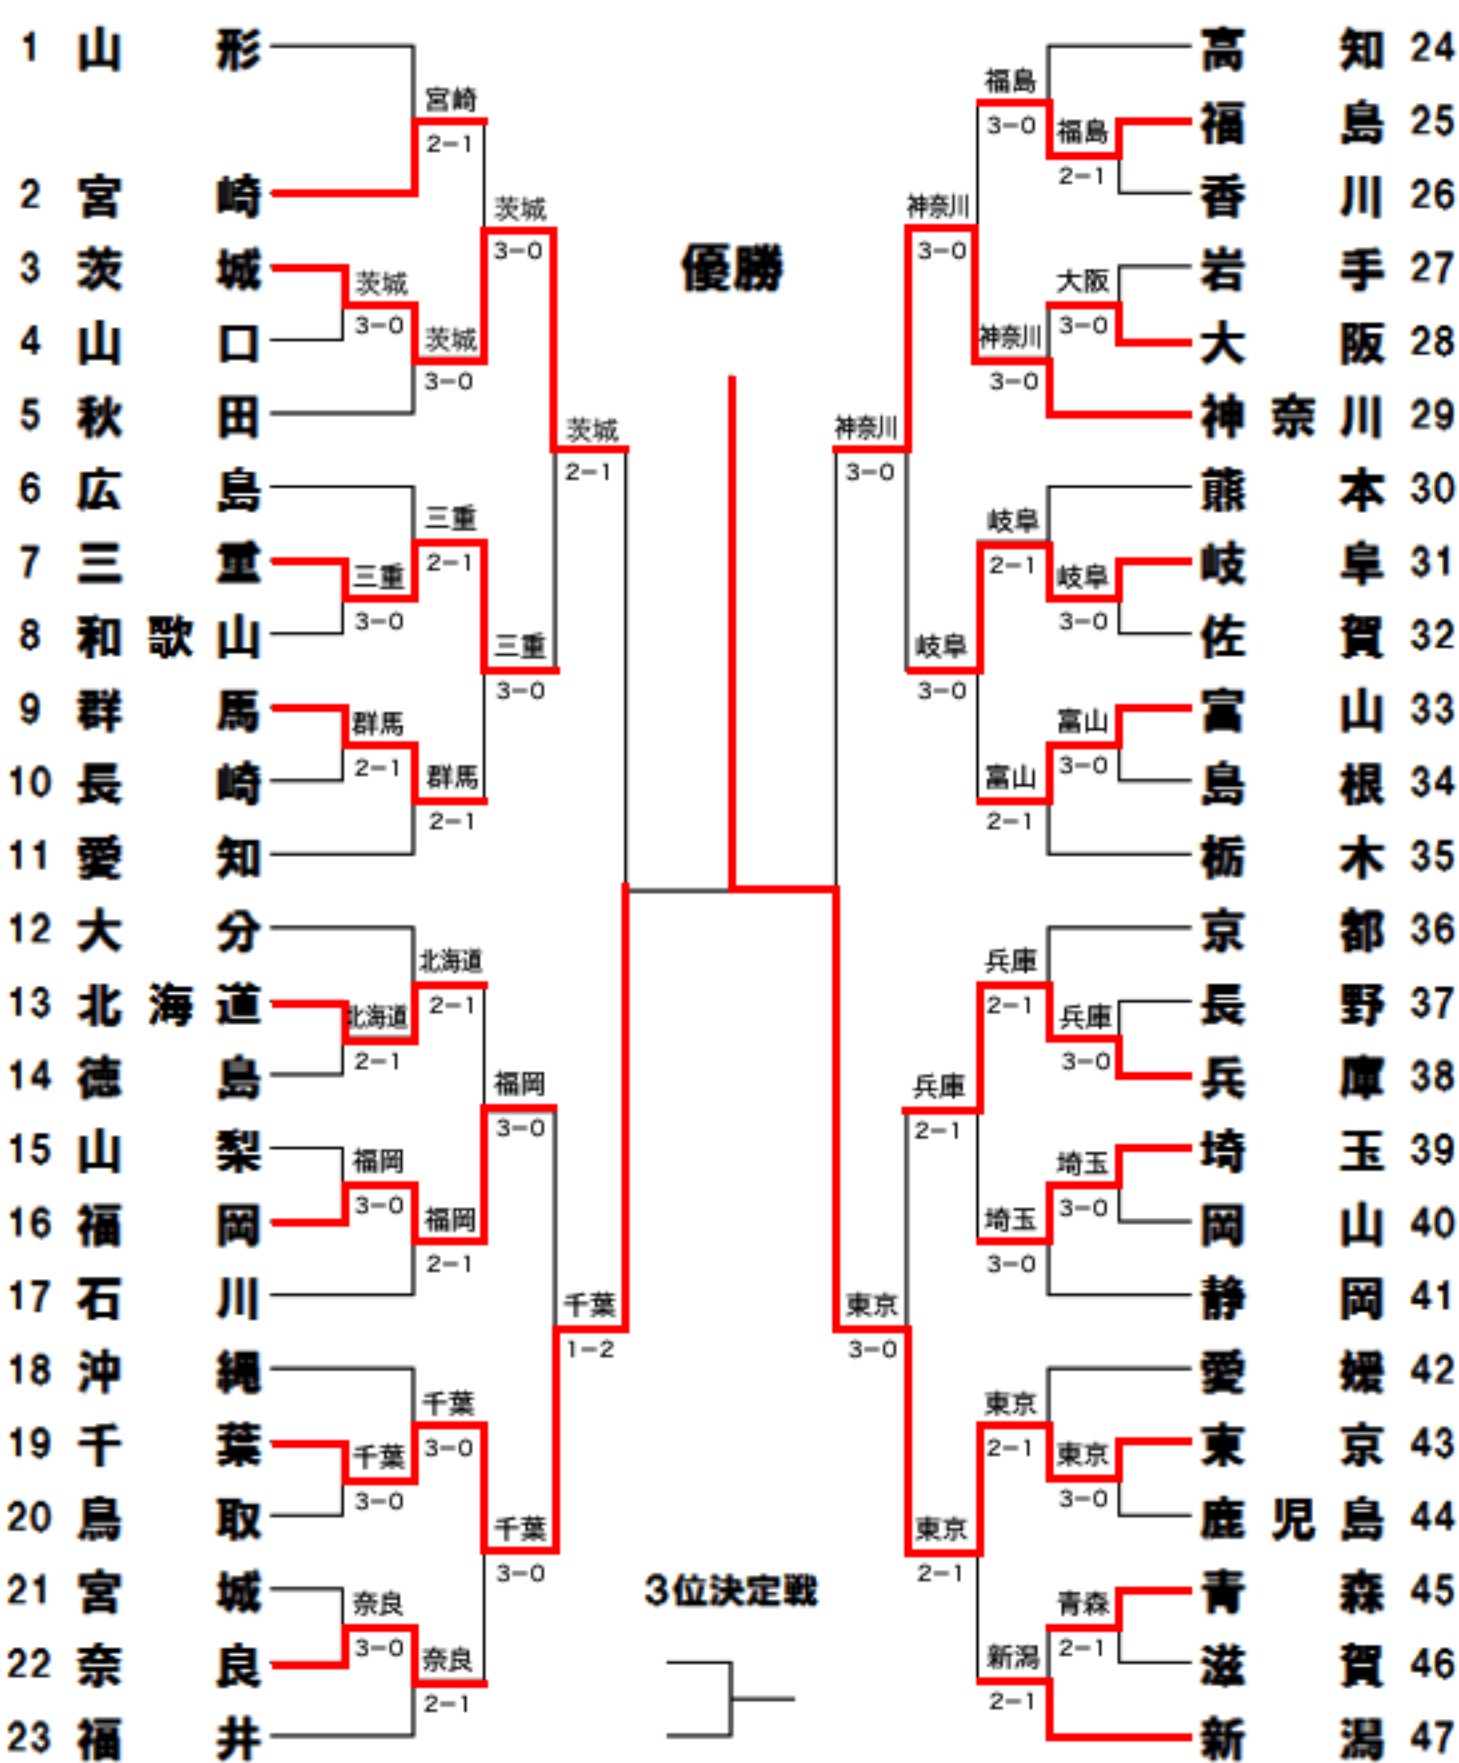 1 山形
宮崎
2-1
2 宮崎
茨城
3-0
3 茨城
茨城
3-0
4 山口
茨城
3-0
5 秋田
茨城
2-1
6 広島
三重
2-1
7 三重
三重
3-0
8 和歌山
三重
3-0
9 群馬
群馬
2-1
10 長崎
群馬
2-1
11 愛知
12 大分
北海道
2-1
13 北海道
北海道
2-1
14 徳島
福岡
3-0
15 山梨
福岡
3-0
16 福岡
福岡
2-1
17 石川
千葉
1-2
18 沖縄
千葉
3-0
19 千葉
千葉
3-0
20 鳥取
千葉
3-0
21 宮城
奈良
3-0
22 奈良
奈良
2-1
23 福井
優勝
3位決定戦
高知 24
福島
3-0
福島 25
福島
2-1
香川 26
神奈川
3-0
岩手 27
大阪
3-0
大阪 28
神奈川
3-0
神奈川 29
神奈川
3-0
熊本 30
岐阜
2-1
岐阜 31
岐阜
3-0
佐賀 32
岐阜
3-0
富山 33
富山
3-0
島根 34
富山
2-1
栃木 35
京都 36
兵庫
2-1
長野 37
兵庫
3-0
兵庫 38
兵庫
2-1
埼玉 39
埼玉
3-0
岡山 40
埼玉
3-0
静岡 41
東京
3-0
愛媛 42
東京
2-1
東京 43
東京
3-0
鹿児島 44
東京
2-1
青森 45
青森
2-1
滋賀 46
新潟
2-1
新潟 47